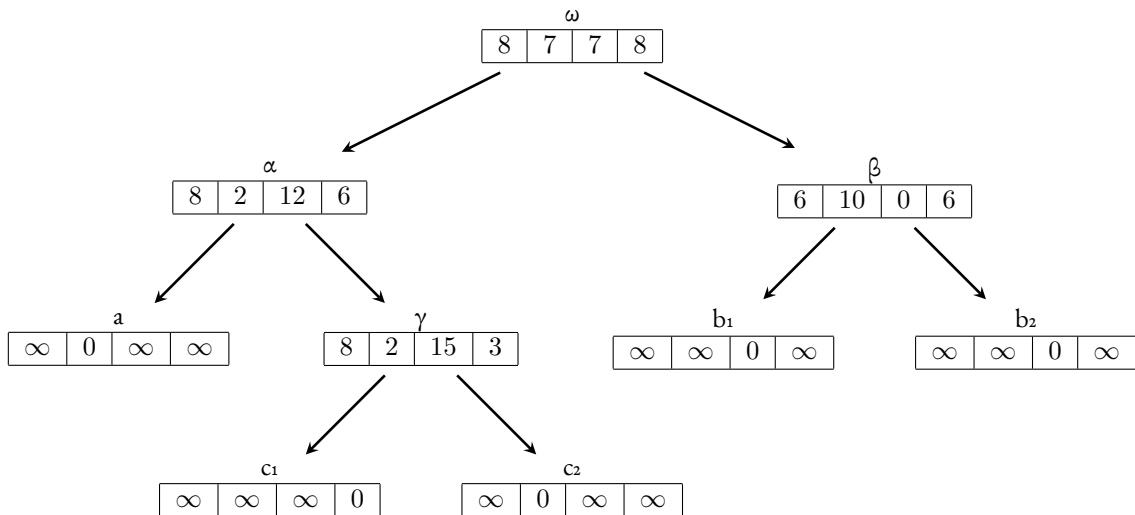 ω
8 7 7 8
α
8 2 12 6
β
6 10 0 6
a
∞ 0 ∞ ∞
γ
8 2 15 3
b₁
∞ ∞ 0 ∞
b₂
∞ ∞ 0 ∞
c₁
∞ ∞ ∞ 0
c₂
∞ 0 ∞ ∞